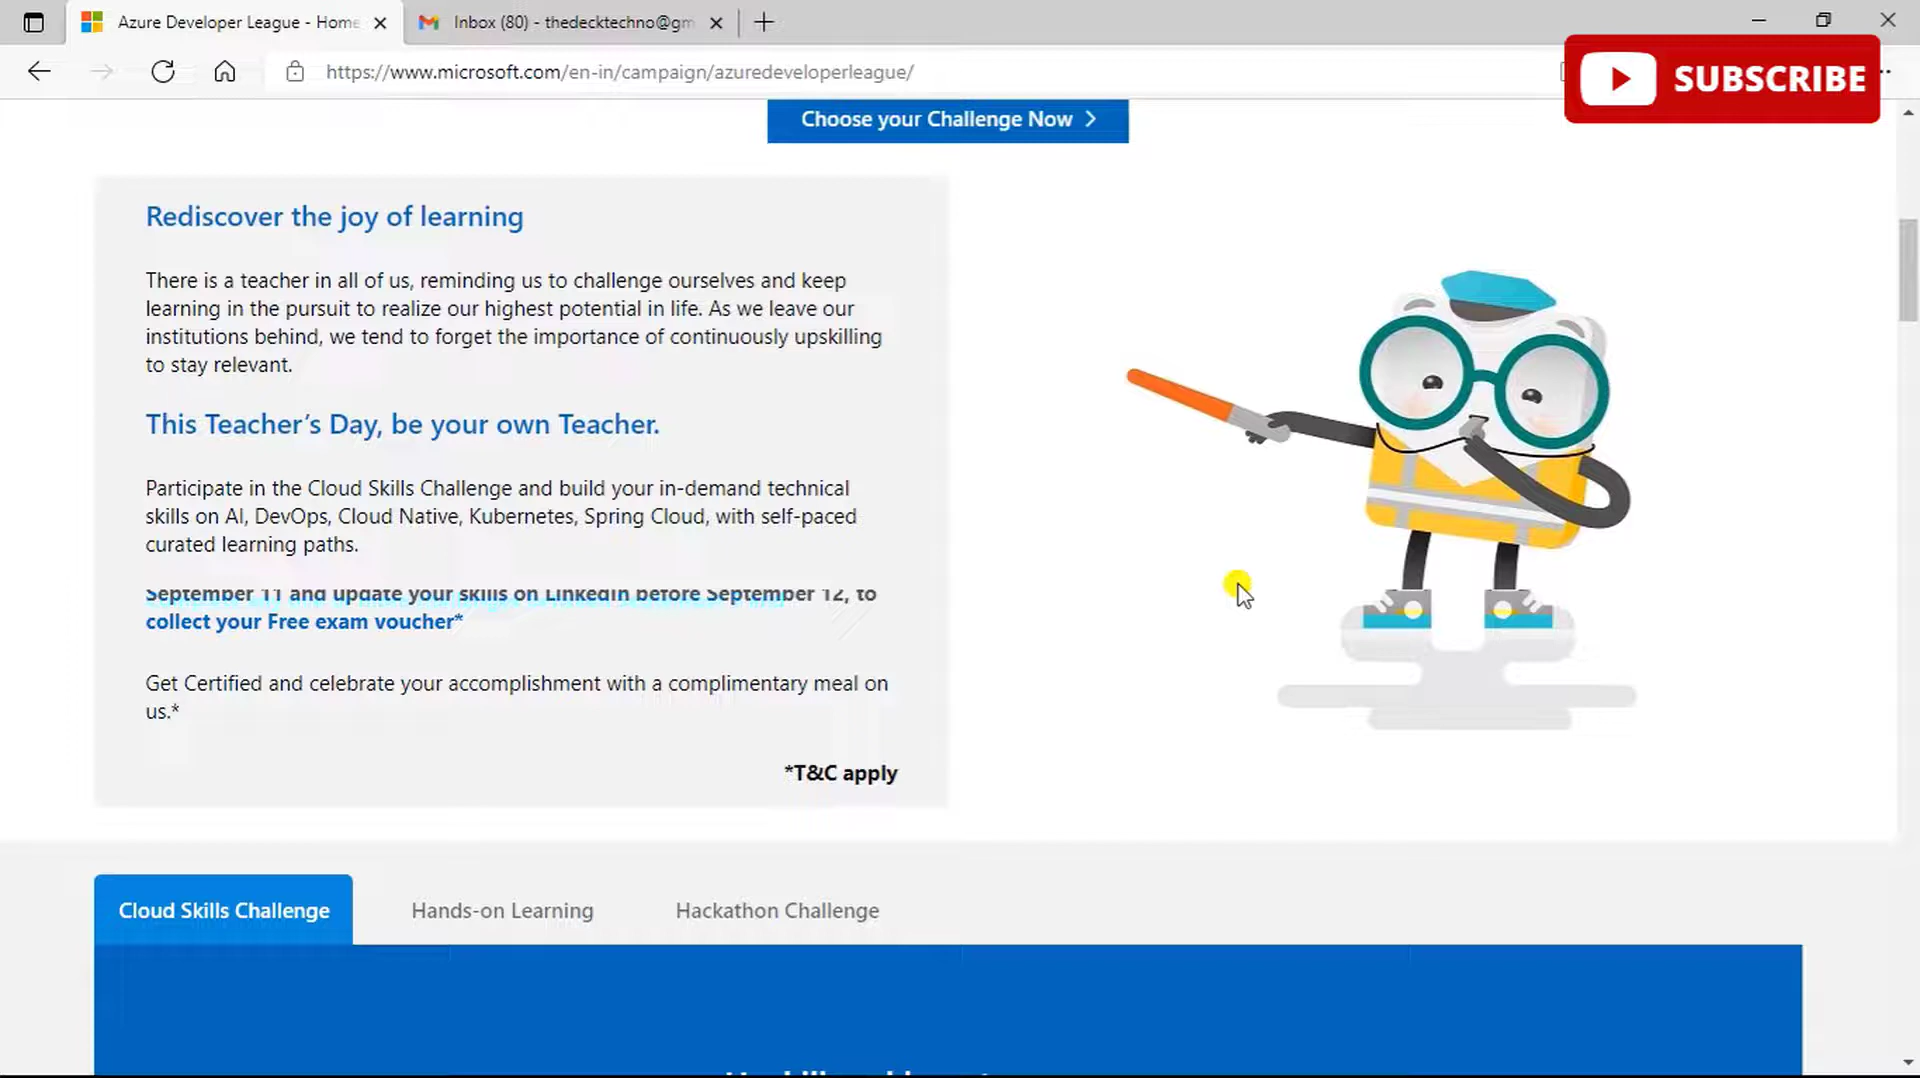 Azure Developer League - Home
Inbox (80) - thedecktechno@gm
https://www.microsoft.com/en-in/campaign/azuredeveloperleague/
SUBSCRIBE
Choose your Challenge Now
Rediscover the joy of learning
There is a teacher in all of us, reminding us to challenge ourselves and keep
learning in the pursuit to realize our highest potential in life. As we leave our
institutions behind, we tend to forget the importance of continuously upskilling
to stay relevant.
This Teacher's Day, be your own Teacher.
Participate in the Cloud Skills Challenge and build your in-demand technical
skills on AI, DevOps, Cloud Native, Kubernetes, Spring Cloud, with self-paced
curated learning paths.
September 11 and update your skills on LinkedIn before September 12, to
collect your Free exam voucher*
Get Certified and celebrate your accomplishment with a complimentary meal on
us.*
*T&C apply
Cloud Skills Challenge
Hands-on Learning
Hackathon Challenge